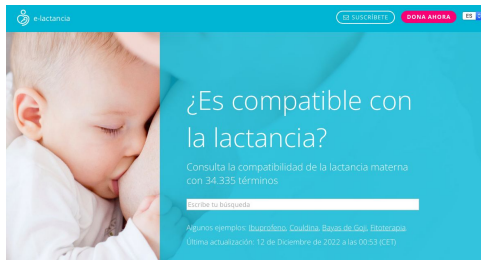 e-lactancia
SUSCRÍBETE
DONA AHORA
ES
¿Es compatible con
la lactancia?
Consulta la compatibilidad de la lactancia materna
con 34.335 términos
Escribe tu búsqueda
Algunos ejemplos: Ibuprofeno, Couldina, Bayas de Goji, Fitoterapia
Última actualización: 12 de Diciembre de 2022 a las 00:53 (CET)